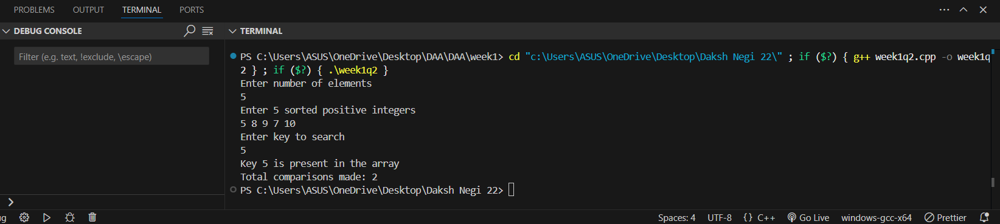 PROBLEMS OUTPUT TERMINAL PORTS
DEBUG CONSOLE
Filter (e.g. text, !exclude, \escape)
TERMINAL
PS C:\Users\ASUS\OneDrive\Desktop\DAA\DAA\week1> cd "c:\Users\ASUS\OneDrive\Desktop\Daksh Negi 22\" ; if ($?) { g++ week1q2.cpp -o week1q
2 } ; if ($?) { .\week1q2 }
Enter number of elements
5
Enter 5 sorted positive integers
5 8 9 7 10
Enter key to search
5
Key 5 is present in the array
Total comparisons made: 2
PS C:\Users\ASUS\OneDrive\Desktop\Daksh Negi 22>
ug Spaces: 4 UTF-8 {} C++ Go Live windows-gcc-x64 Prettier